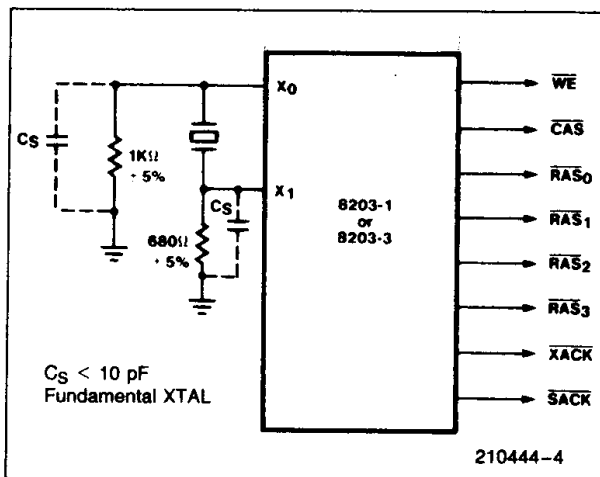 X0
WE
CS
1KΩ
± 5%
CAS
RAS0
X1
CS
8203-1
or
8203-3
RAS1
680Ω
± 5%
RAS2
RAS3
XACK
CS < 10 pF
Fundamental XTAL
SACK
210444-4